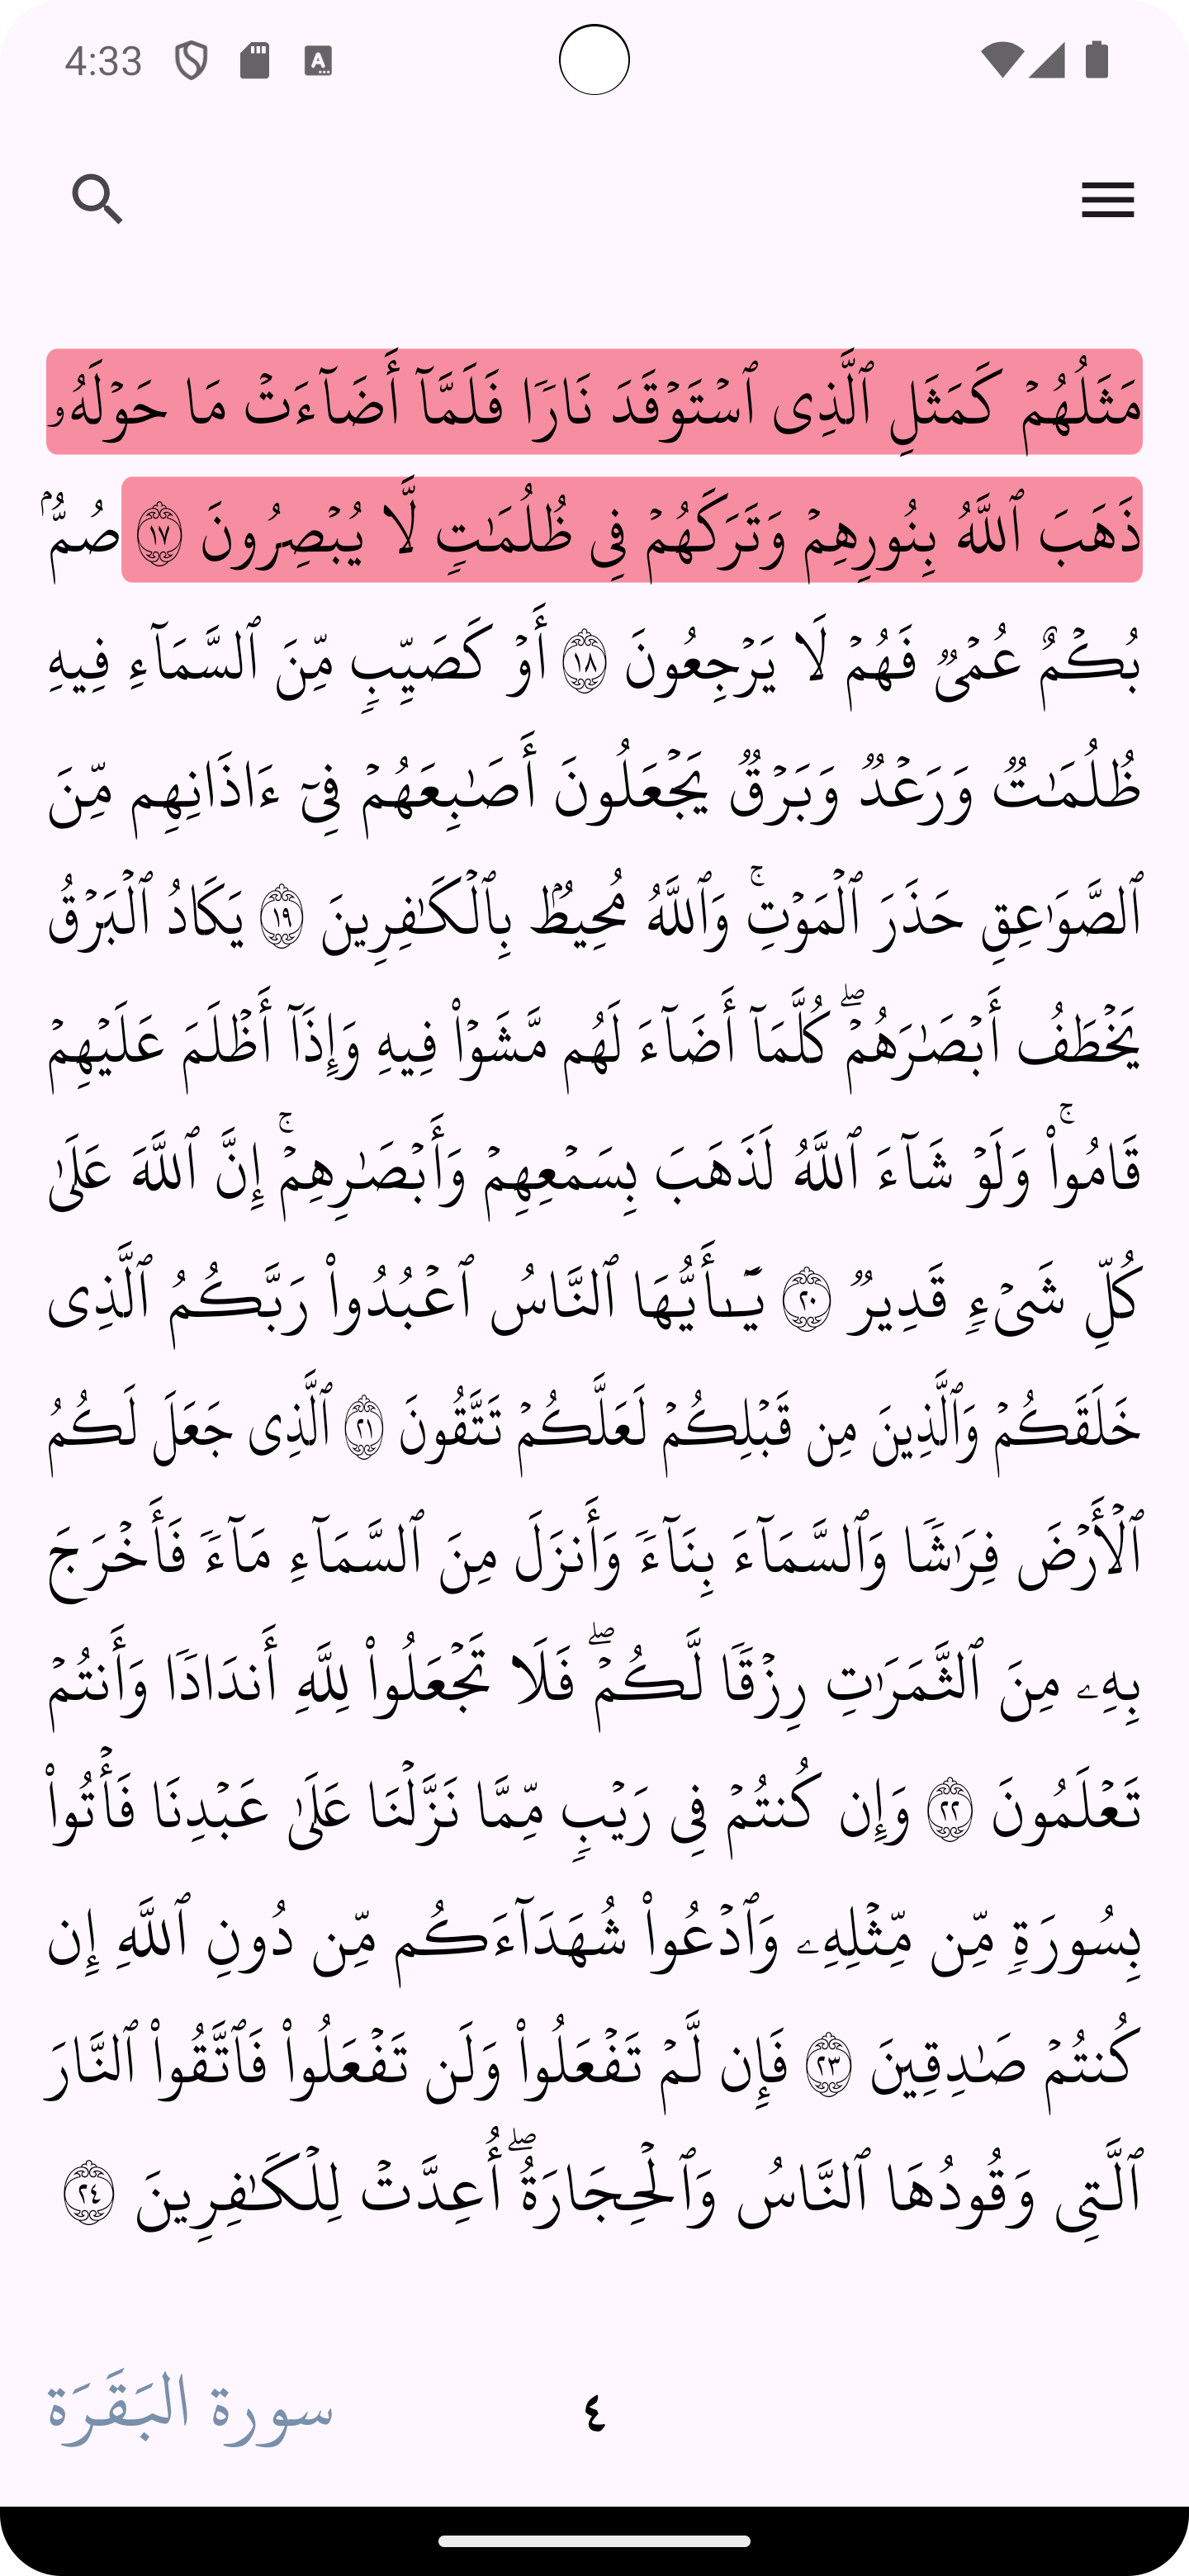 4:33
مَثَلُهُمۡ كَمَثَلِ ٱلَّذِى ٱسۡتَوۡقَدَ نَارٗا فَلَمَّآ أَضَآءَتۡ مَا حَوۡلَهُۥ
ذَهَبَ ٱللَّهُ بِنُورِهِمۡ وَتَرَكَهُمۡ فِى ظُلُمَٰتٖ لَّا يُبۡصِرُونَ ١٧ صُمُّۢ
بُكۡمٌ عُمۡىٞ فَهُمۡ لَا يَرۡجِعُونَ ١٨ أَوۡ كَصَيِّبٖ مِّنَ ٱلسَّمَآءِ فِيهِ
ظُلُمَٰتٞ وَرَعۡدٞ وَبَرۡقٞ يَجۡعَلُونَ أَصَٰبِعَهُمۡ فِىٓ ءَاذَانِهِم مِّنَ
ٱلصَّوَٰعِقِ حَذَرَ ٱلۡمَوۡتِۚ وَٱللَّهُ مُحِيطُۢ بِٱلۡكَٰفِرِينَ ١٩ يَكَادُ ٱلۡبَرۡقُ
يَخۡطَفُ أَبۡصَٰرَهُمۡۖ كُلَّمَآ أَضَآءَ لَهُم مَّشَوۡاْ فِيهِ وَإِذَآ أَظۡلَمَ عَلَيۡهِمۡ
قَامُواْۚ وَلَوۡ شَآءَ ٱللَّهُ لَذَهَبَ بِسَمۡعِهِمۡ وَأَبۡصَٰرِهِمۡۚ إِنَّ ٱللَّهَ عَلَىٰ
كُلِّ شَىۡءٖ قَدِيرٞ ٢٠ يَٰٓأَيُّهَا ٱلنَّاسُ ٱعۡبُدُواْ رَبَّكُمُ ٱلَّذِى
خَلَقَكُمۡ وَٱلَّذِينَ مِن قَبۡلِكُمۡ لَعَلَّكُمۡ تَتَّقُونَ ٢١ ٱلَّذِى جَعَلَ لَكُمُ
ٱلۡأَرۡضَ فِرَٰشٗا وَٱلسَّمَآءَ بِنَآءٗ وَأَنزَلَ مِنَ ٱلسَّمَآءِ مَآءٗ فَأَخۡرَجَ
بِهِۦ مِنَ ٱلثَّمَرَٰتِ رِزۡقٗا لَّكُمۡۖ فَلَا تَجۡعَلُواْ لِلَّهِ أَندَادٗا وَأَنتُمۡ
تَعۡلَمُونَ ٢٢ وَإِن كُنتُمۡ فِى رَيۡبٖ مِّمَّا نَزَّلۡنَا عَلَىٰ عَبۡدِنَا فَأۡتُواْ
بِسُورَةٖ مِّن مِّثۡلِهِۦ وَٱدۡعُواْ شُهَدَآءَكُم مِّن دُونِ ٱللَّهِ إِن
كُنتُمۡ صَٰدِقِينَ ٢٣ فَإِن لَّمۡ تَفۡعَلُواْ وَلَن تَفۡعَلُواْ فَٱتَّقُواْ ٱلنَّارَ
ٱلَّتِى وَقُودُهَا ٱلنَّاسُ وَٱلۡحِجَارَةُۖ أُعِدَّتۡ لِلۡكَٰفِرِينَ ٢٤
٤
سورة البَقَرَة